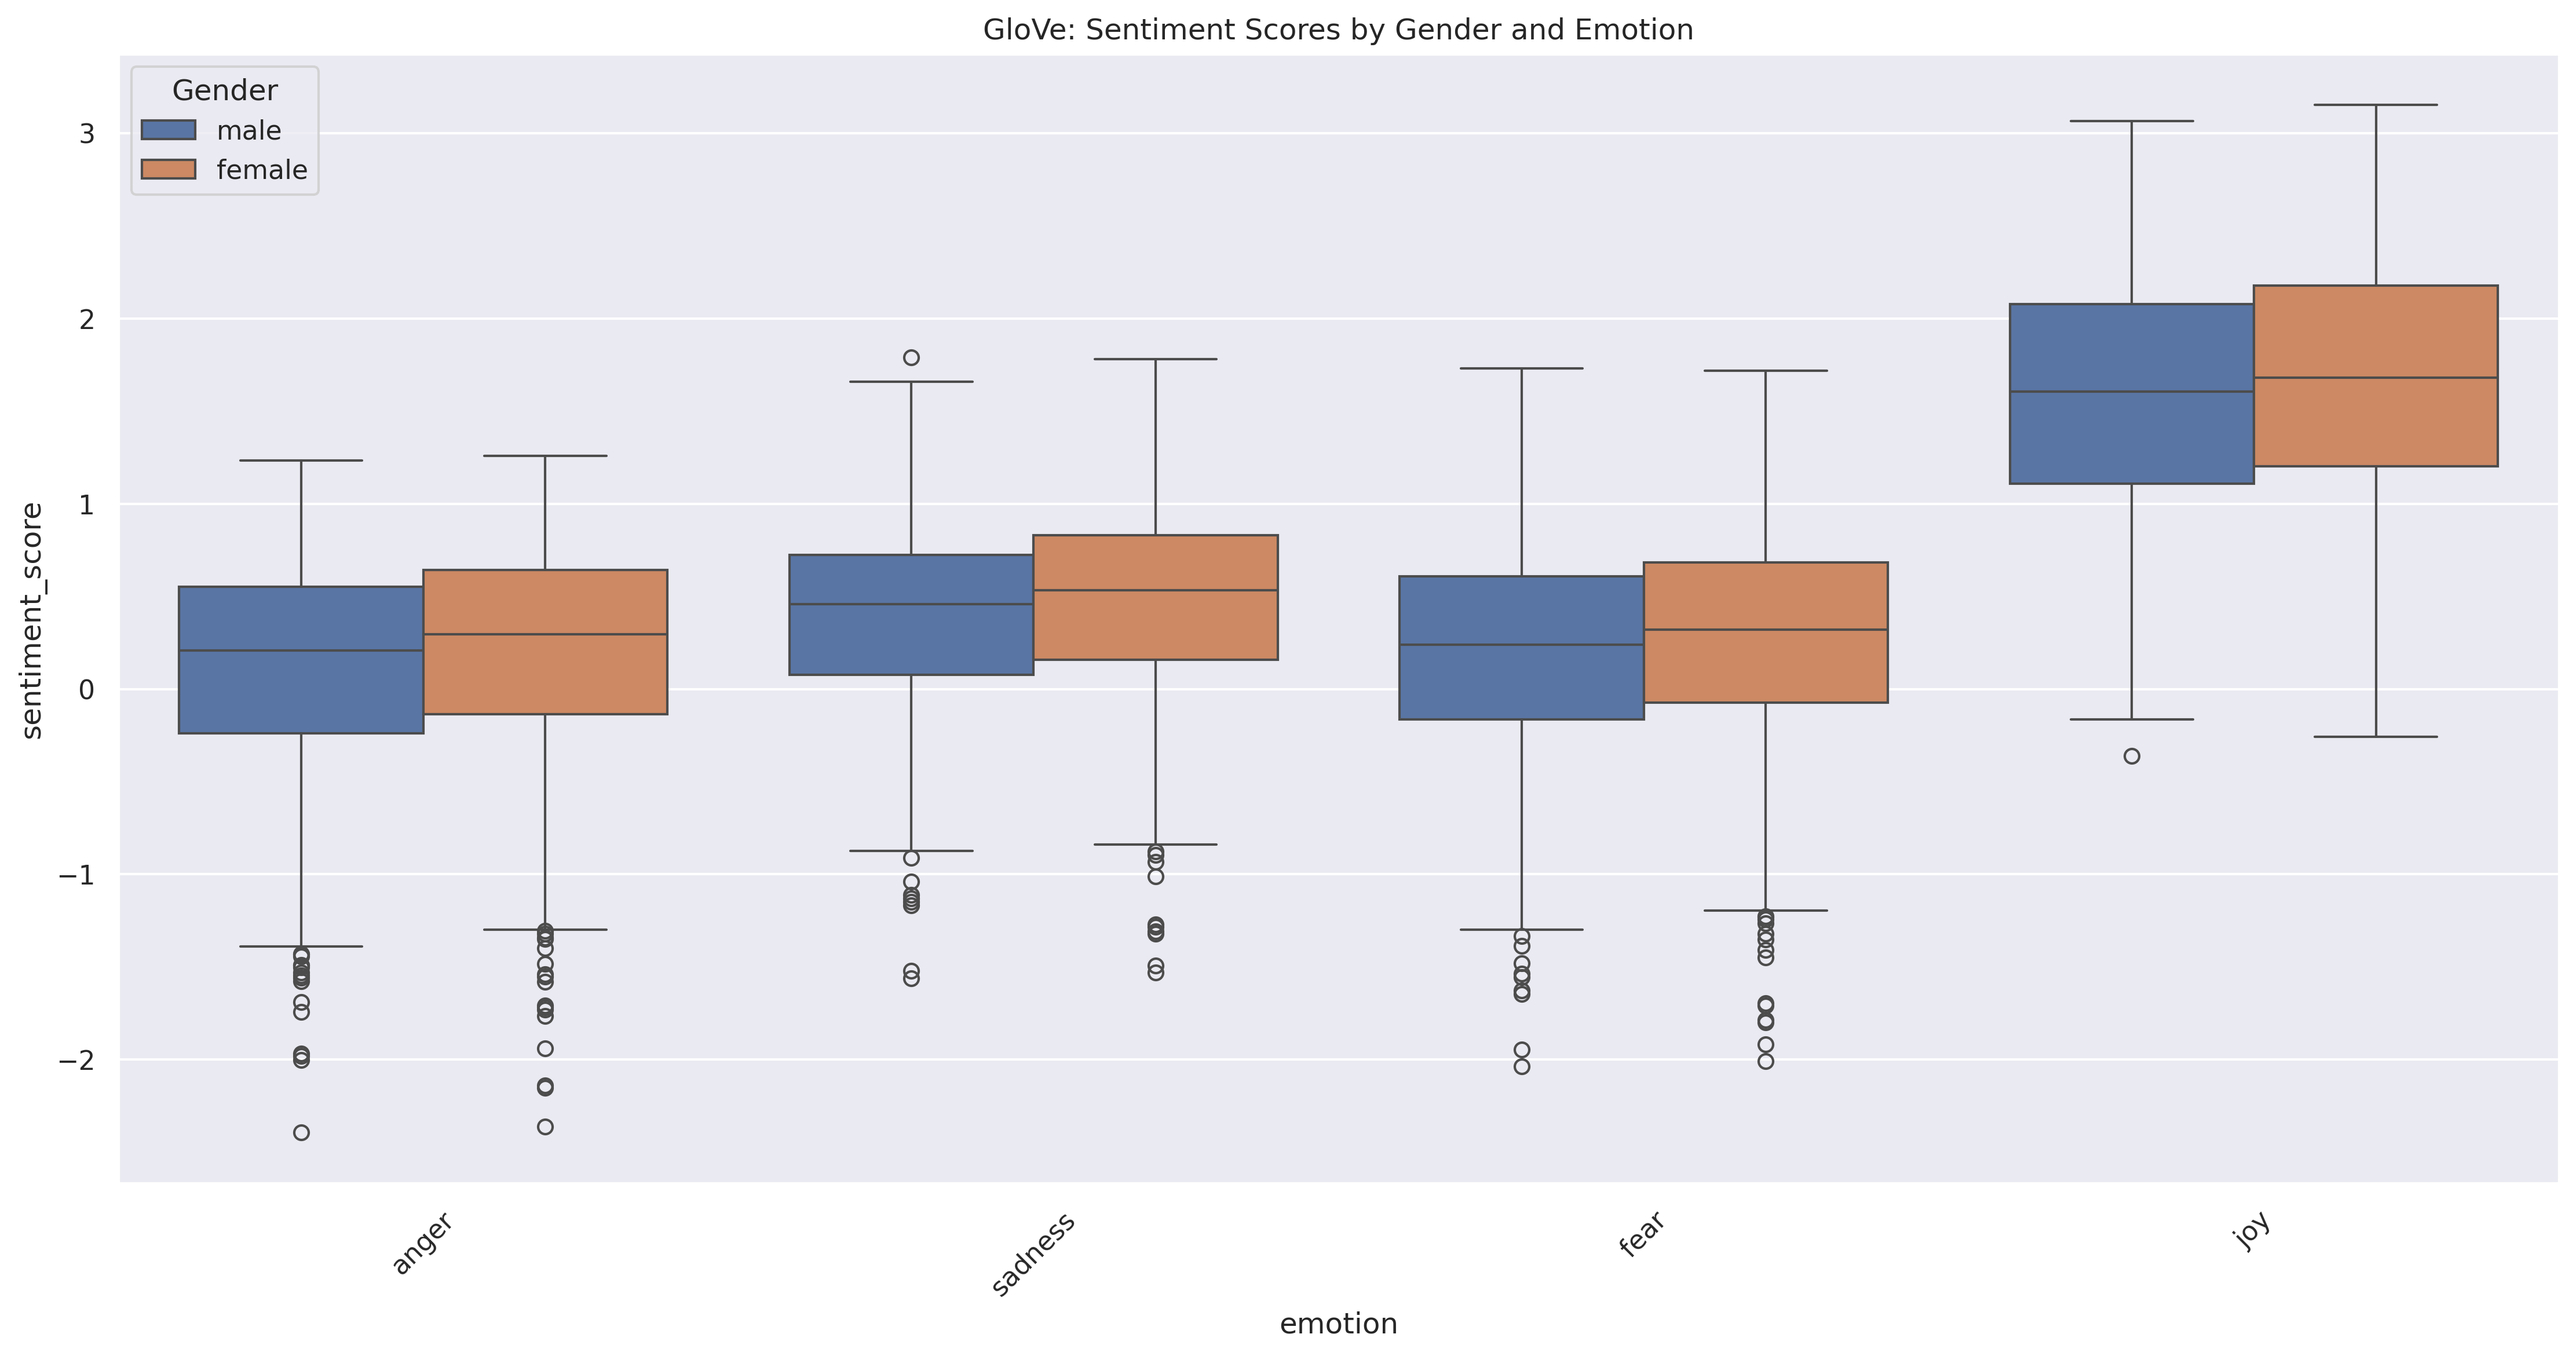 GloVe: Sentiment Scores by Gender and Emotion
Gender
male
female
sentiment_score
3
2
1
0
−1
−2
anger
sadness
fear
joy
emotion